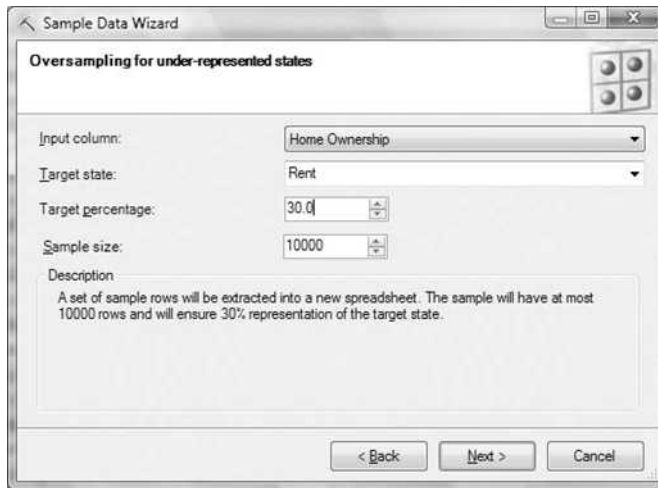 Sample Data Wizard
Oversampling for under-represented states
Input column:
Home Ownership
Target state:
Rent
Target percentage:
30.0
Sample size:
10000
Description
A set of sample rows will be extracted into a new spreadsheet. The sample will have at most
10000 rows and will ensure 30% representation of the target state.
< Back
Next >
Cancel